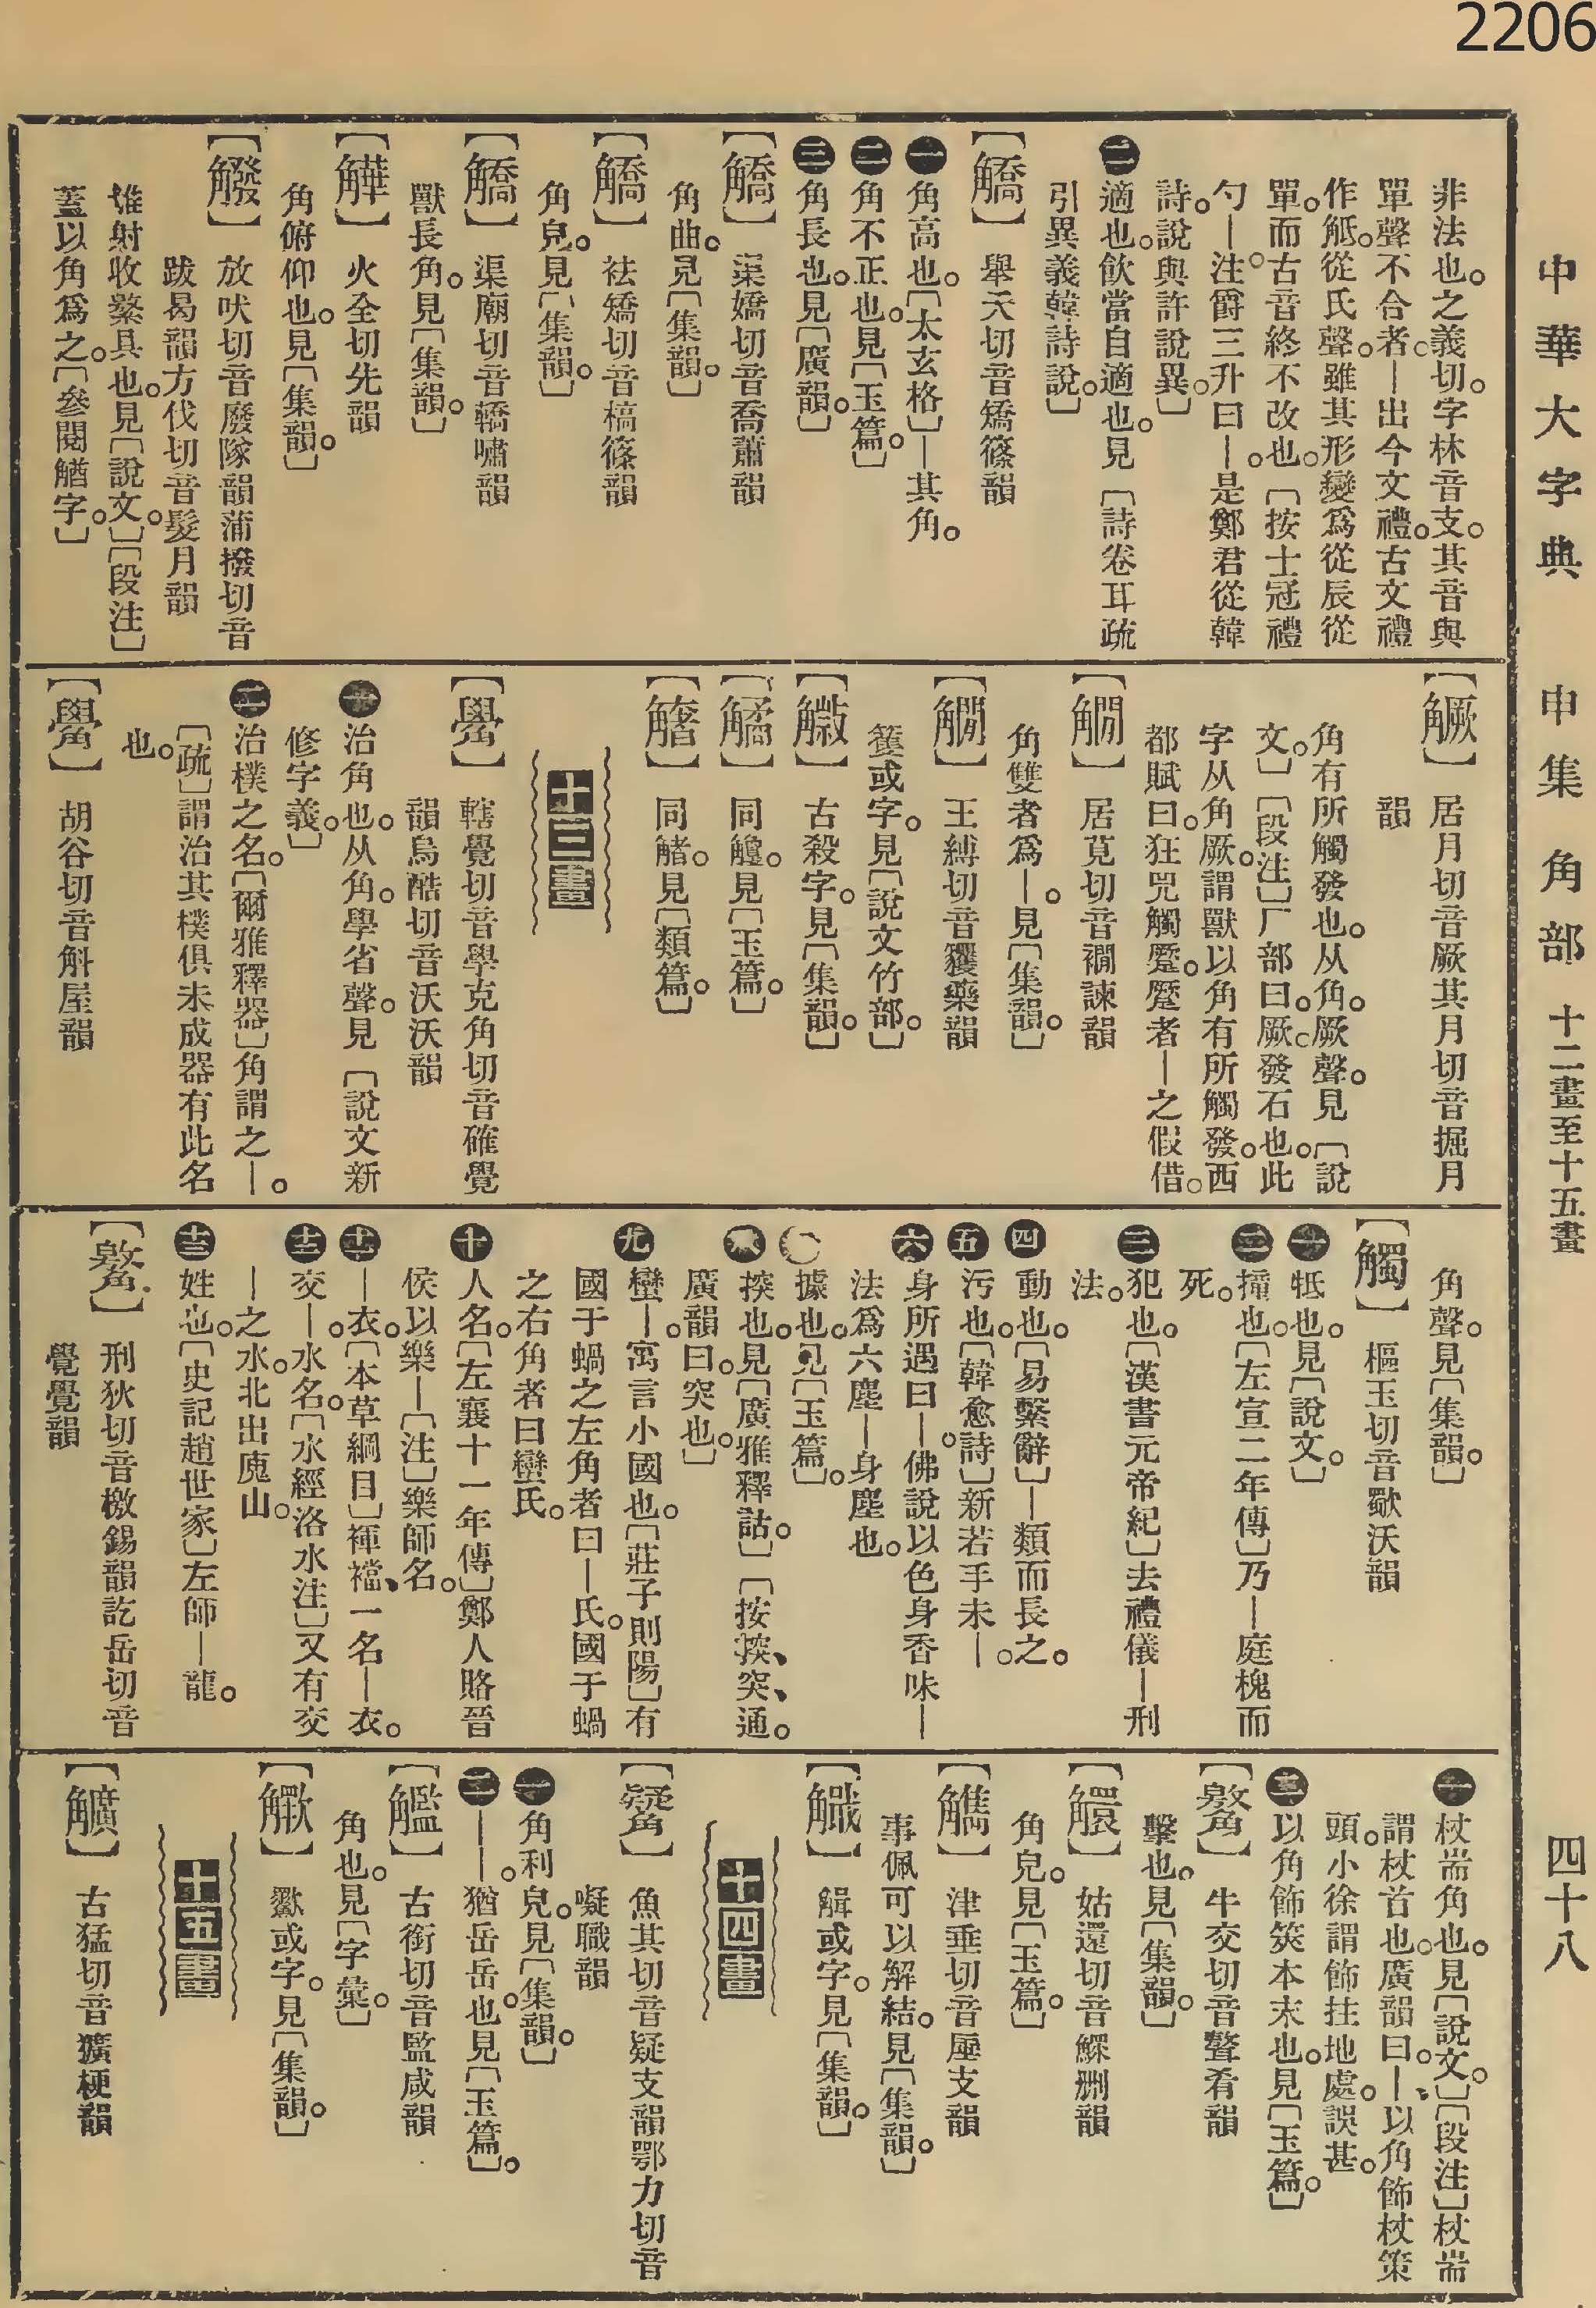 2206
中華大字典 申集 角部 十二畫至十五畫 四十八
非法也。之義切。字林音支。其音與
單聲不合者—出今文禮。古文禮
作觝。從氏聲。雖其形變爲從辰從
單。而古音終不改也。〔按士冠禮
勺—注。爵三升曰—。是鄭君從韓
詩。說與許說異。〕
二適也。飲當自適也。見〔詩卷耳疏
引異義韓詩說。〕
【觿】舉夭切音矯篠韻
一角高也。〔太玄格〕—其角。
二角不正也。見〔玉篇。〕
三角長也。見〔廣韻。〕
渠嬌切音喬蕭韻
角曲。見〔集韻。〕
祛矯切音槁篠韻
角皃。見〔集韻。〕
渠廟切音轎嘯韻
獸長角。見〔集韻。〕
火全切先韻
角俯仰也。見〔集韻。〕
放吠切音廢隊韻蒲撥切音
跋曷韻方伐切音髮月韻
雉射收繁具也。見〔說文。〕〔段注〕
蓋以角爲之。〔參閱觿字。〕
【觼】居月切音厥其月切音掘月
韻
角有所觸發也。从角。厥聲。見〔說
文。〕〔段注〕厂部曰。厥。發石也。此
字从角厥。謂獸以角有所觸發。西
都賦曰。狂兕觸蹷。蹷者—之假借。
居莧切音襉諫韻
角雙者爲—。見〔集韻。〕
王縛切音籰藥韻
籰或字。見〔說文竹部。〕
古殺字。見〔集韻。〕
同觼。見〔玉篇。〕
同觰。見〔類篇。〕
十三畫
【觷】轄覺切音學克角切音確覺
韻烏酷切音沃沃韻
一治角也。从角。學省聲。見〔說文新
修字義。〕
二治樸之名。〔爾雅釋器〕角謂之—。
〔疏〕謂治其樸俱未成器有此名
也。
胡谷切音斛屋韻
角聲。見〔集韻。〕
【觸】樞玉切音歜沃韻
一牴也。見〔說文〕。
二撞也。〔左宣二年傳〕乃—庭槐而
死。
三犯也。〔漢書元帝紀〕去禮儀—刑
法。
四動也。〔易繫辭〕—類而長之。
五污也。〔韓愈詩〕新若手未—。
六身所遇曰—。佛說以色身香味—
法爲六塵—身塵也。
據也。見〔玉篇〕。
揬也。見〔廣雅釋詁。〕〔按揬、突、通。
廣韻曰。突也。〕
九蠻—。寓言小國也。〔莊子則陽〕有
國于蝸之左角者曰—氏。國于蝸
之右角者曰蠻氏。
十人名。〔左襄十一年傳〕鄭人賂晉
侯以樂—〔注〕樂師名。
十一—衣。〔本草綱目〕褌襠、一名—衣。
十二交—。水名。〔水經洛水注〕又有交
—之水。北出廆山。
十三姓也。〔史記趙世家〕左師—龍。
刑狄切音檄錫韻訖岳切音
覺覺韻
一杖耑角也。見〔說文。〕〔段注〕杖耑
謂杖首也。廣韻曰。—、以角飾杖策
頭。小徐謂飾拄地處。誤甚。
二以角飾筴本末也。見〔玉篇。〕
牛交切音聱肴韻
擊也。見〔集韻。〕
【觶】姑還切音鰥刪韻
角皃。見〔玉篇。〕
【觽】津垂切音厜支韻
事佩可以解結。見〔集韻。〕
觶或字。見〔集韻。〕
十四畫
魚其切音疑支韻鄂力切音
嶷職韻
一角利皃。見〔集韻。〕
二——。猶岳岳也。見〔玉篇。〕
古銜切音監咸韻
角也。見〔字彙。〕
觷或字。見〔集韻。〕
十五畫
古猛切音獷梗韻